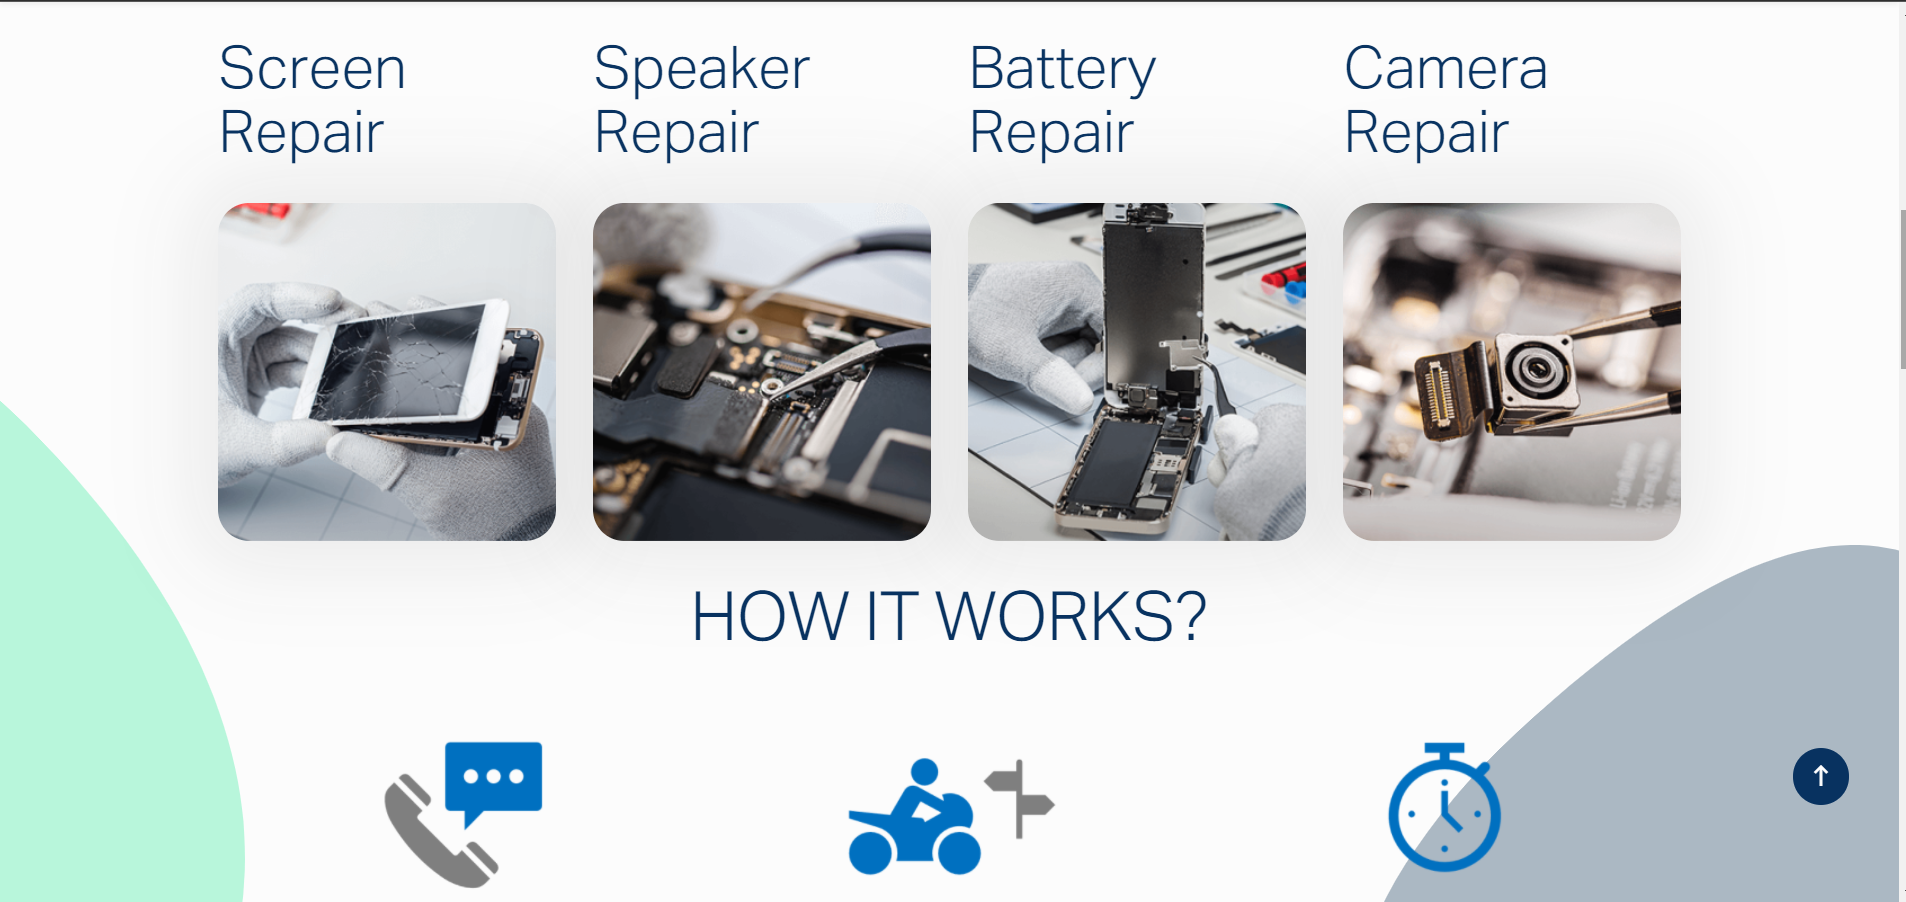 Screen
Repair
Speaker
Repair
Battery
Repair
Camera
Repair
HOW IT WORKS?